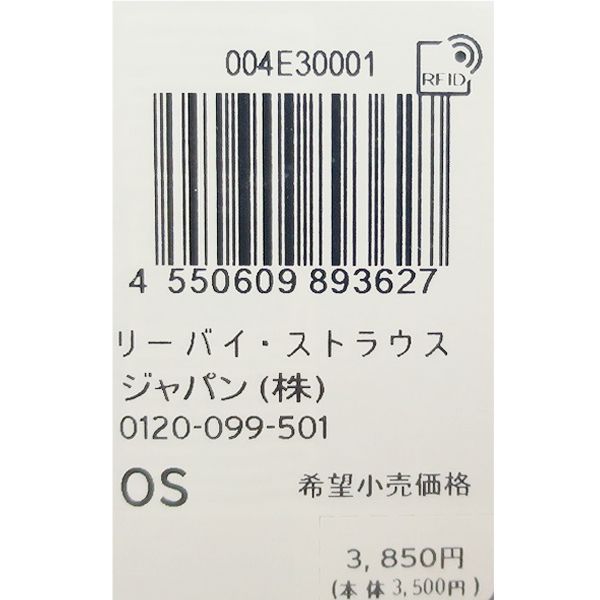 004E30001
RFID
4 550609 893627
リーバイ・ストラウス
ジャパン(株)
0120-099-501
OS
希望小売価格
3,850円
(本体3,500円)